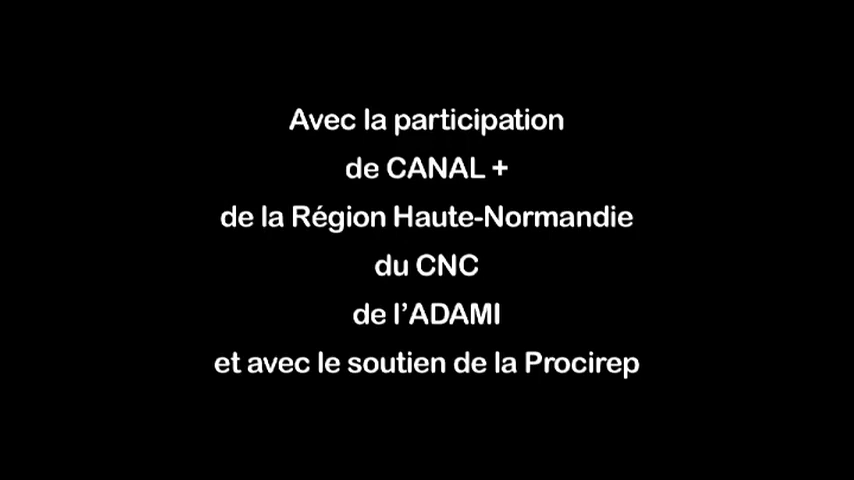 Avec la participation
de CANAL +
de la Région Haute-Normandie
du CNC
de l’ADAMI
et avec le soutien de la Procirep